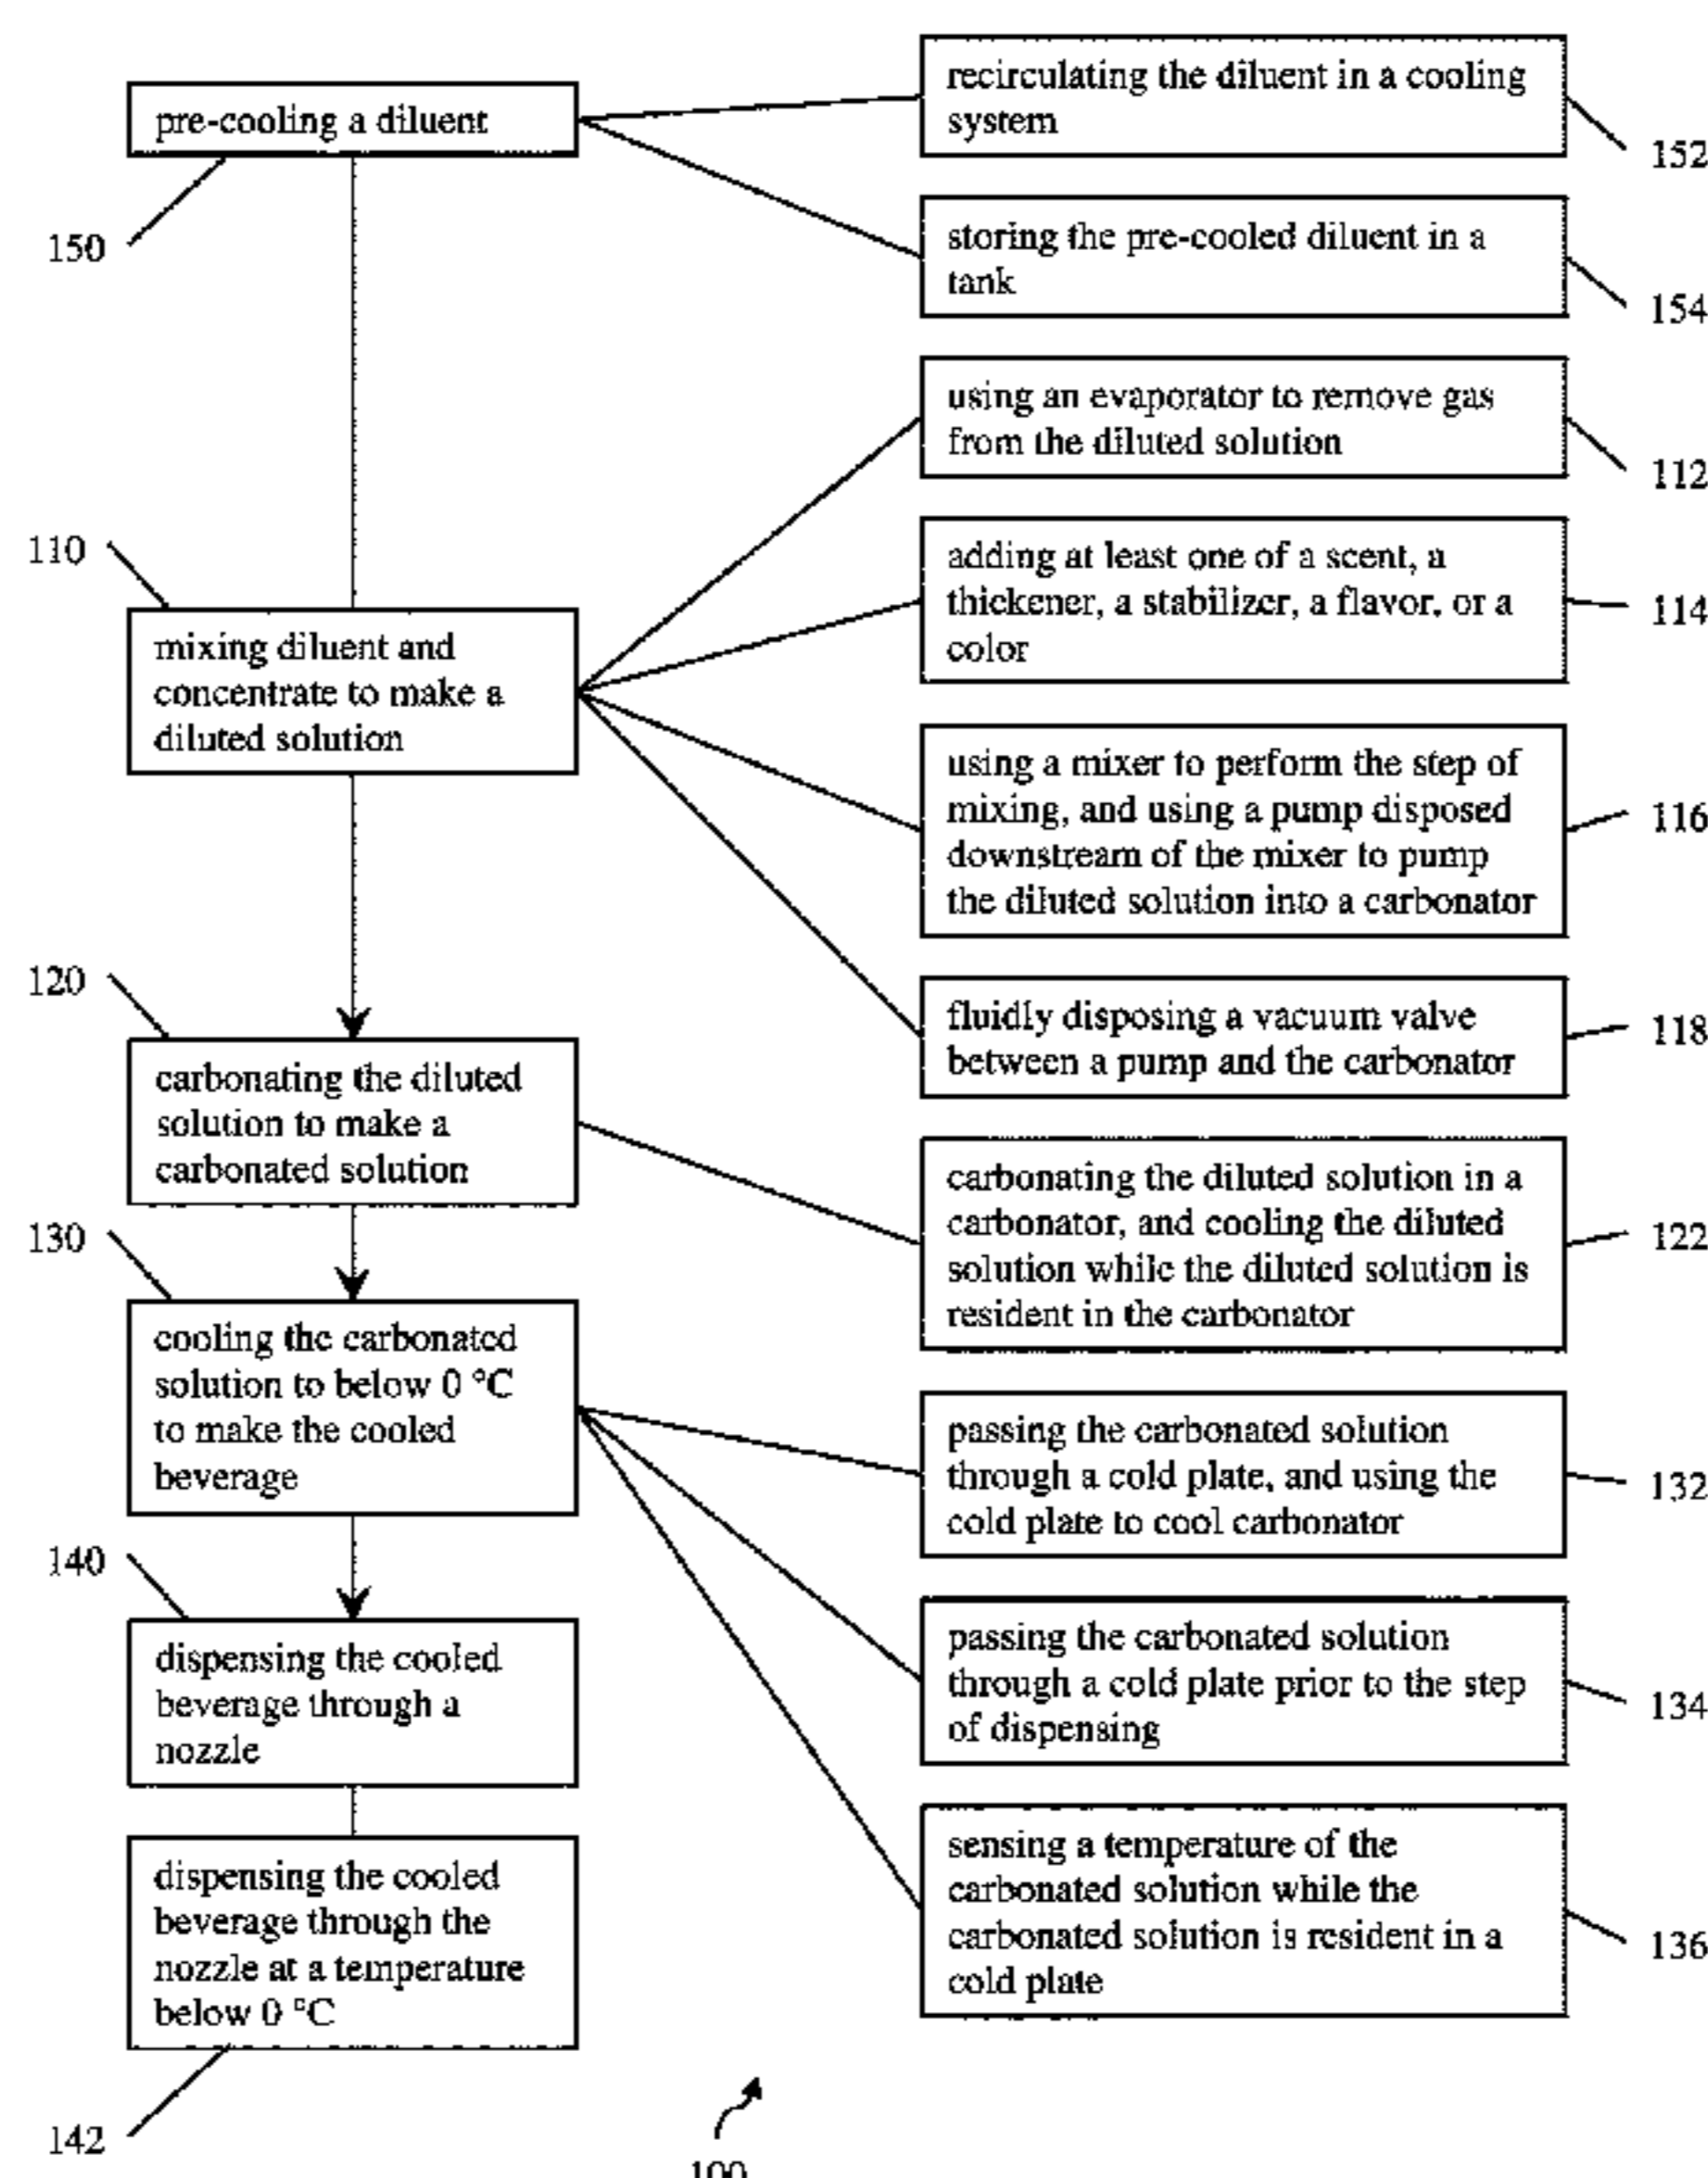 pre-cooling a diluent
150
recirculating the diluent in a cooling
system
152
storing the pre-cooled diluent in a
tank
154
using an evaporator to remove gas
from the diluted solution
112
110
mixing diluent and
concentrate to make a
diluted solution
adding at least one of a scent, a
thickener, a stabilizer, a flavor, or a
color
114
using a mixer to perform the step of
mixing, and using a pump disposed
downstream of the mixer to pump
the diluted solution into a carbonator
116
fluidly disposing a vacuum valve
between a pump and the carbonator
118
120
carbonating the diluted
solution to make a
carbonated solution
carbonating the diluted solution in a
carbonator, and cooling the diluted
solution while the diluted solution is
resident in the carbonator
122
130
cooling the carbonated
solution to below 0 °C
to make the cooled
beverage
passing the carbonated solution
through a cold plate, and using the
cold plate to cool carbonator
132
passing the carbonated solution
through a cold plate prior to the step
of dispensing
134
sensing a temperature of the
carbonated solution while the
carbonated solution is resident in a
cold plate
136
140
dispensing the cooled
beverage through a
nozzle
dispensing the cooled
beverage through the
nozzle at a temperature
below 0 °C
142
100